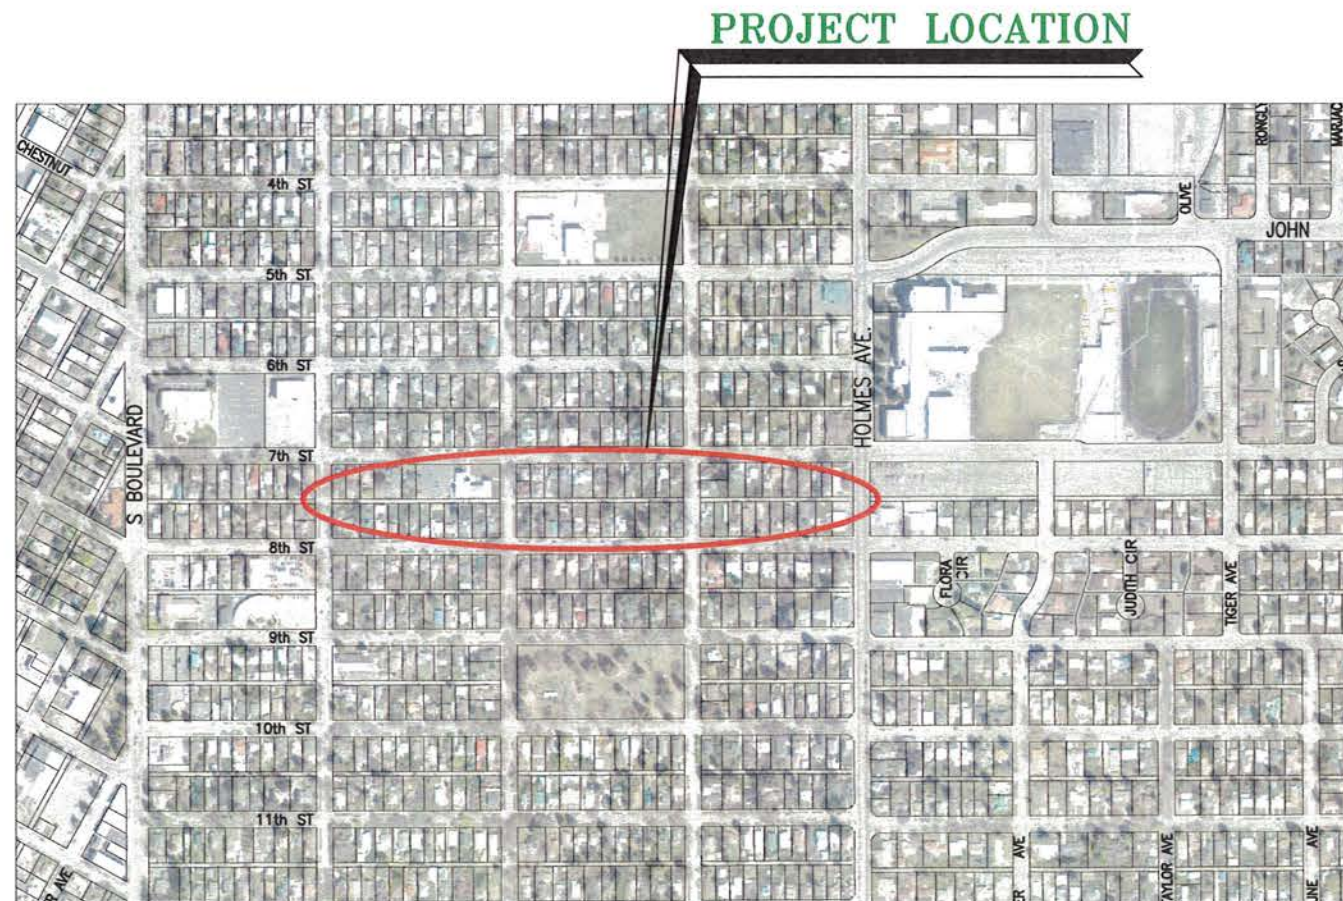 PROJECT LOCATION
CHESTNUT
4th ST
OLIVE
JOHN
5th ST
6th ST
HOLMES AVE.
S BOULEVARD
7th ST
8th ST
FLORA CIR
JUDITH CIR
TIGER AVE
9th ST
10th ST
11th ST
AVE
AVE